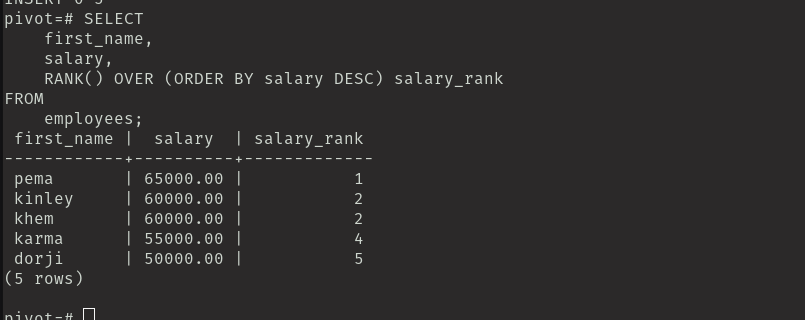 INSERT 0 5
pivot=# SELECT
    first_name,
    salary,
    RANK() OVER (ORDER BY salary DESC) salary_rank
FROM
    employees;
 first_name |  salary  | salary_rank
------------+----------+-------------
 pema       | 65000.00 |           1
 kinley     | 60000.00 |           2
 khem       | 60000.00 |           2
 karma      | 55000.00 |           4
 dorji      | 50000.00 |           5
(5 rows)

pivot=#